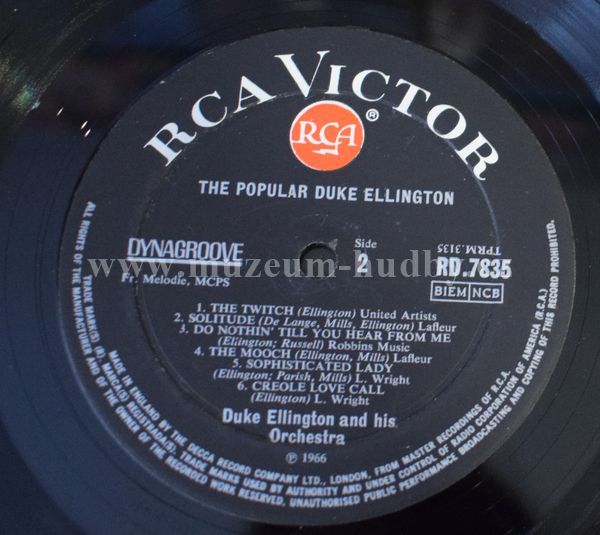 RCA VICTOR
RCA ®
THE POPULAR DUKE ELLINGTON
DYNAGROOVE
Side
2
TPRM.3135
RD.7835
Fr. Melodie, MCPS
BIEM NCB
www.muzeum-hudby.
1. THE TWITCH (Ellington) United Artists
2. SOLITUDE (De Lange, Mills, Ellington) Lafleur
3. DO NOTHIN' TILL YOU HEAR FROM ME
(Ellington; Russell) Robbins Music
4. THE MOOCH (Ellington, Mills) Lafleur
5. SOPHISTICATED LADY
(Ellington; Parish, Mills) L. Wright
6. CREOLE LOVE CALL
(Ellington) L. Wright
Duke Ellington and his
Orchestra
Ⓟ 1966
ALL RIGHTS OF THE MANUFACTURER AND OF THE OWNER OF THE RECORDED WORK RESERVED. UNAUTHORISED PUBLIC PERFORMANCE BROADCASTING AND COPYING OF THIS RECORD PROHIBITED.
TRADE MARK(S) (R). MARCA(S) REGISTRADA(S). TRADE MARKS USED BY AUTHORITY AND UNDER CONTROL OF RADIO CORPORATION OF AMERICA (R.C.A.)
MADE IN ENGLAND BY THE DECCA RECORD COMPANY LTD., LONDON, FROM MASTER RECORDINGS OF R.C.A.